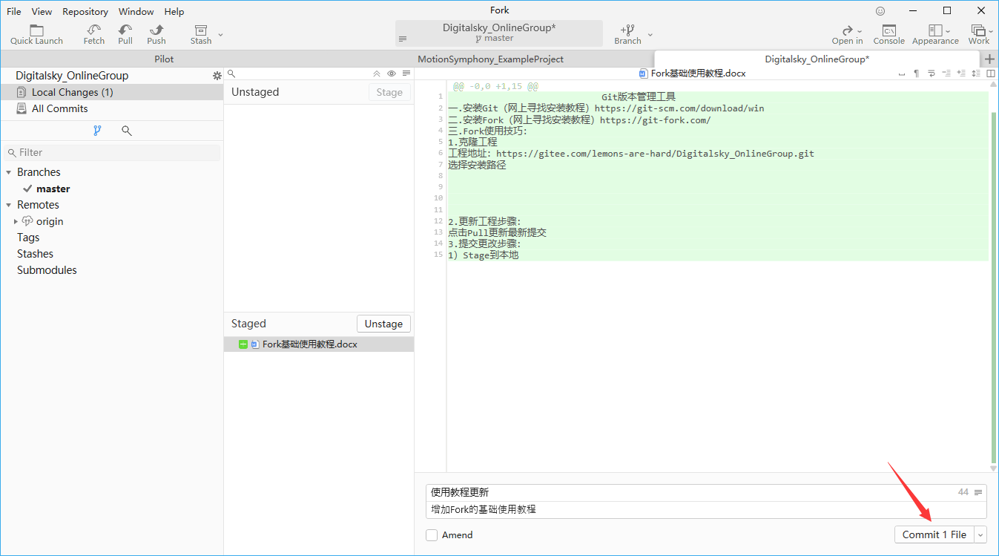 File View Repository Window Help
Fork
Quick Launch
Fetch
Pull
Push
Stash
Digitalsky_OnlineGroup*
master
Branch
Open in
Console
Appearance
Work
Pilot
MotionSymphony_ExampleProject
Digitalsky_OnlineGroup*
Digitalsky_OnlineGroup
Local Changes (1)
All Commits
Filter
Branches
master
Remotes
origin
Tags
Stashes
Submodules
Unstaged
Stage
Staged
Unstage
Fork基础使用教程.docx
Fork基础使用教程.docx
@@ -0,0 +1,15 @@
1 Git版本管理工具
2 一.安装Git（网上寻找安装教程）https://git-scm.com/download/win
3 二.安装Fork（网上寻找安装教程）https://git-fork.com/
4 三.Fork使用技巧：
5 1.克隆工程
6 工程地址：https://gitee.com/lemons-are-hard/Digitalsky_OnlineGroup.git
7 选择安装路径
8
9
10
11
12 2.更新工程步骤：
13 点击Pull更新最新提交
14 3.提交更改步骤：
15 1）Stage到本地
使用教程更新
44
增加Fork的基础使用教程
Amend
Commit 1 File